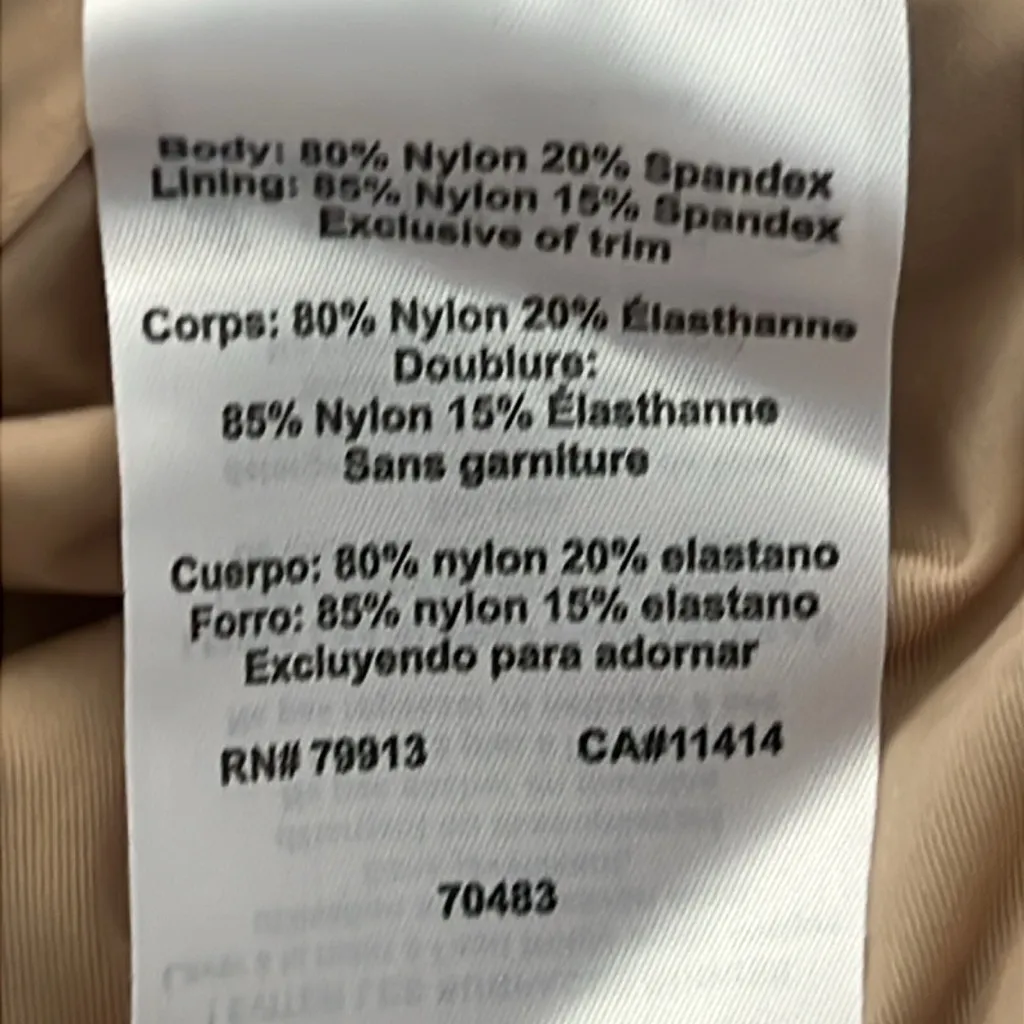 Body: 80% Nylon 20% Spandex
Lining: 85% Nylon 15% Spandex
Exclusive of trim
Corps: 80% Nylon 20% Élasthanne
Doublure:
85% Nylon 15% Élasthanne
Sans garniture
Cuerpo: 80% nylon 20% elastano
Forro: 85% nylon 15% elastano
Excluyendo para adornar
RN# 79913 CA#11414
70483